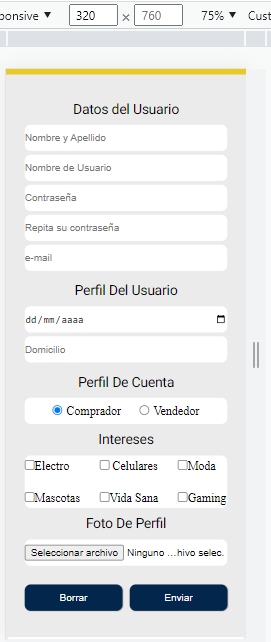 ponsive ▼ 320 × 760 75% ▼ Cust
Datos del Usuario
Nombre y Apellido
Nombre de Usuario
Contraseña
Repita su contraseña
e-mail
Perfil Del Usuario
dd/mm/aaaa
Domicilio
Perfil De Cuenta
Comprador Vendedor
Intereses
Electro Celulares Moda
Mascotas Vida Sana Gaming
Foto De Perfil
Seleccionar archivo Ninguno ...hivo selec.
Borrar Enviar